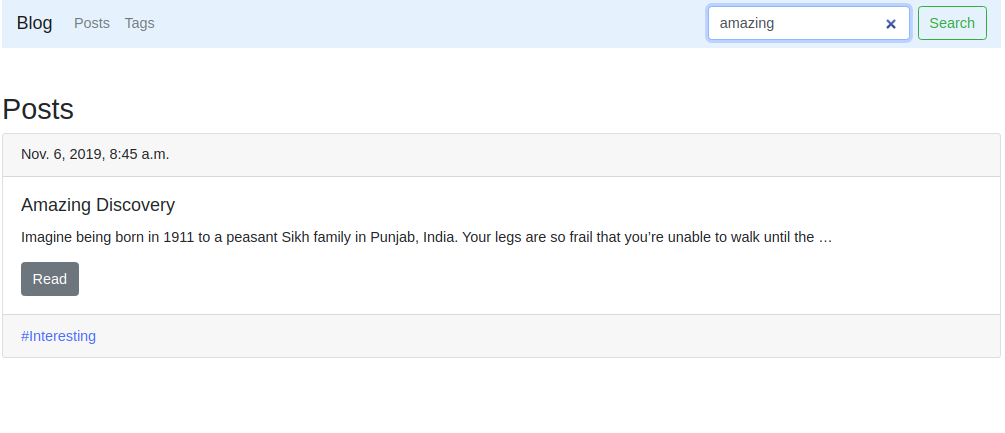 Blog Posts Tags amazing × Search
Posts
Nov. 6, 2019, 8:45 a.m.
Amazing Discovery
Imagine being born in 1911 to a peasant Sikh family in Punjab, India. Your legs are so frail that you’re unable to walk until the …
Read
#Interesting